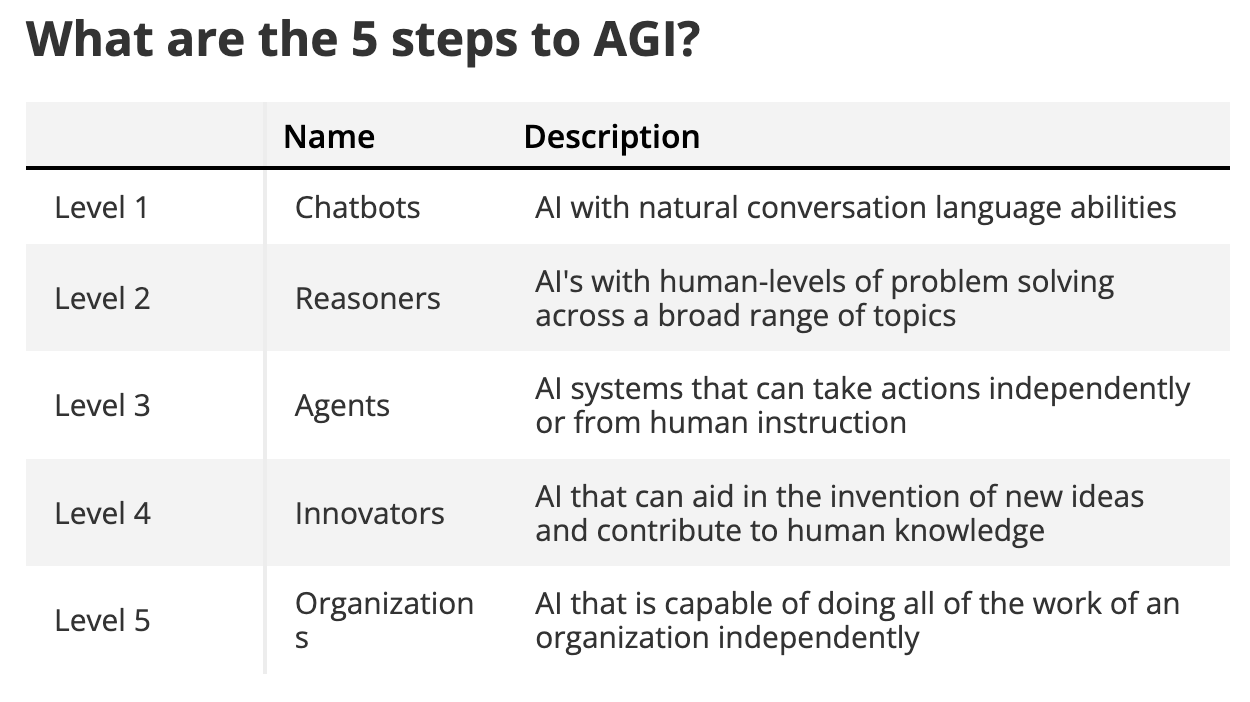 What are the 5 steps to AGI?
Name Description
Level 1 Chatbots AI with natural conversation language abilities
Level 2 Reasoners AI's with human-levels of problem solving
across a broad range of topics
Level 3 Agents AI systems that can take actions independently
or from human instruction
Level 4 Innovators AI that can aid in the invention of new ideas
and contribute to human knowledge
Level 5 Organization AI that is capable of doing all of the work of an
s organization independently